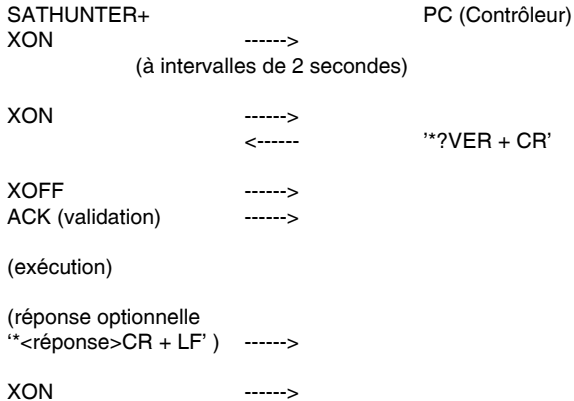 SATHUNTER+ PC (Contrôleur)
XON ------>
(à intervalles de 2 secondes)
XON ------>
<------ '*?VER + CR'
XOFF ------>
ACK (validation) ------>
(exécution)
(réponse optionnelle
‘*<réponse>CR + LF’ ) ------>
XON ------>